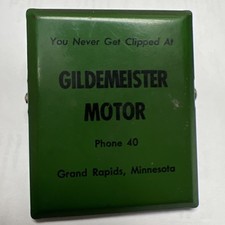 You Never Get Clipped At
GILDEMEISTER
MOTOR
Phone 40
Grand Rapids, Minnesota